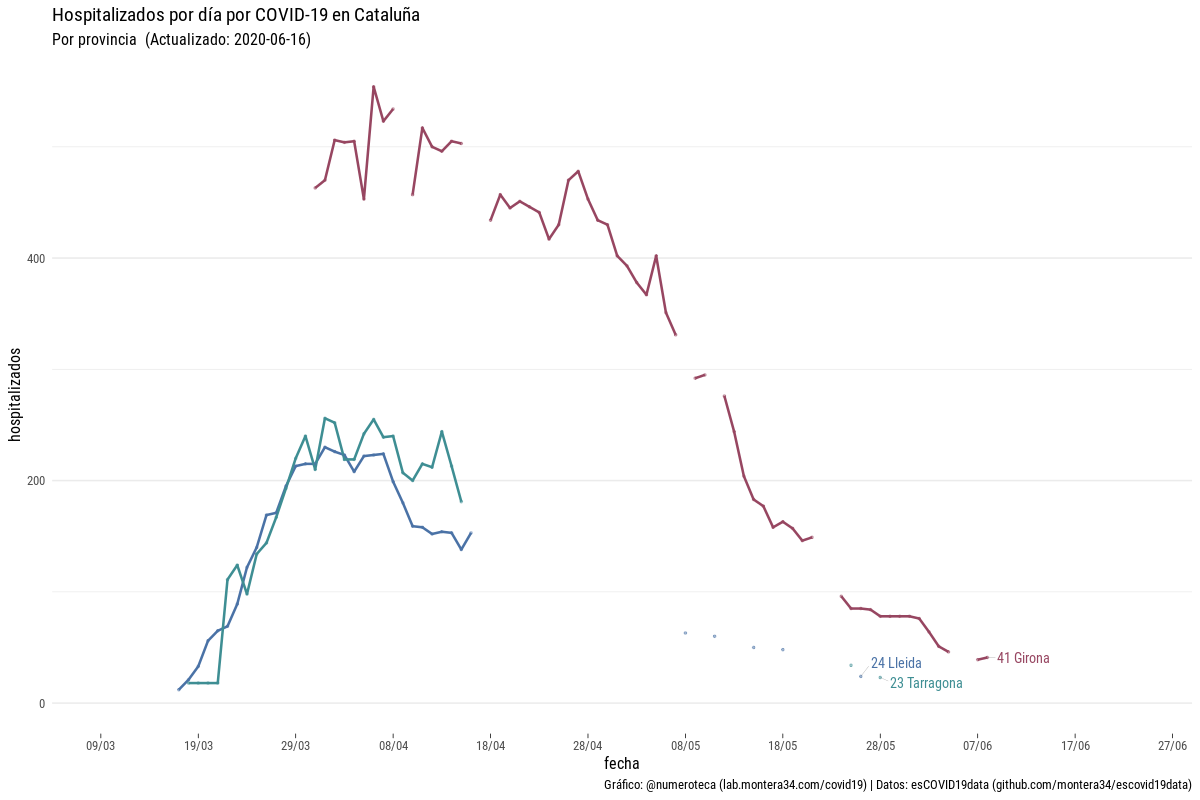 Hospitalizados por día por COVID-19 en Cataluña
Por provincia (Actualizado: 2020-06-16)
hospitalizados
400
200
0
24 Lleida
41 Girona
23 Tarragona
09/03 19/03 29/03 08/04 18/04 28/04 08/05 18/05 28/05 07/06 17/06 27/06
fecha
Gráfico: @numeroteca (lab.montera34.com/covid19) | Datos: esCOVID19data (github.com/montera34/escovid19data)